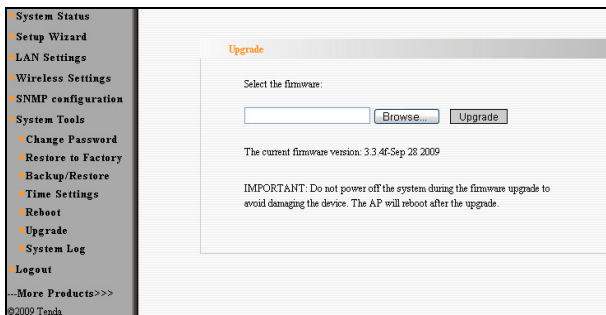 System Status
Setup Wizard
LAN Settings
Wireless Settings
SNMP configuration
System Tools
Change Password
Restore to Factory
Backup/Restore
Time Settings
Reboot
Upgrade
System Log
Logout
---More Products>>>
©2009 Tenda
Upgrade
Select the firmware:
Browse...
Upgrade
The current firmware version: 3.3.4f-Sep 28 2009
IMPORTANT: Do not power off the system during the firmware upgrade to
avoid damaging the device. The AP will reboot after the upgrade.